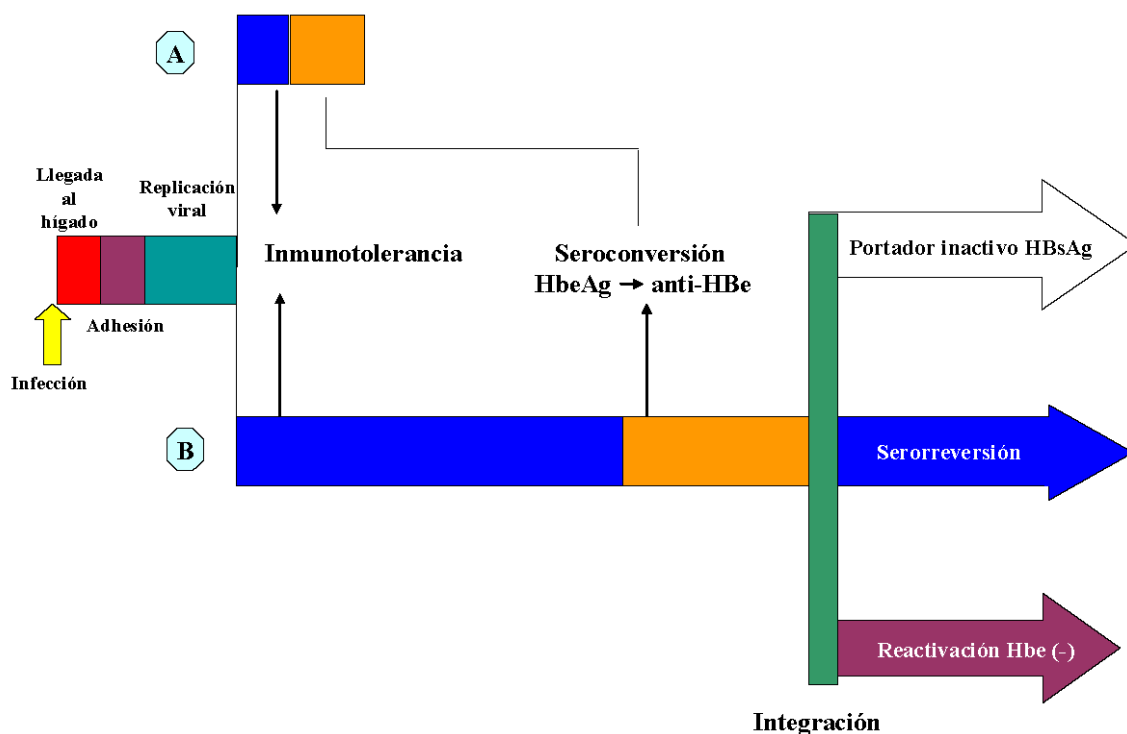 A
Llegada
al
hígado
Replicación
viral
Inmunotolerancia
Seroconversión
HbeAg → anti-HBe
Portador inactivo HBsAg
Adhesión
Infección
B
Serorreversión
Reactivación Hbe (-)
Integración